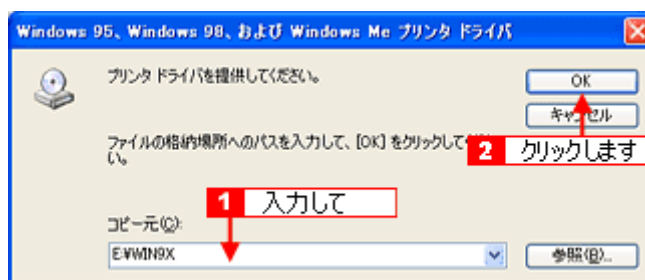 Windows 95、Windows 98、および Windows Me プリンタ ドライバ
プリンタ ドライバを提供してください。
OK
キャンセル
ファイルの格納場所へのパスを入力して、[OK] をクリックして
い。
2 クリックします
1 入力して
コピー元(C):
E:¥WIN9X
参照(B)...